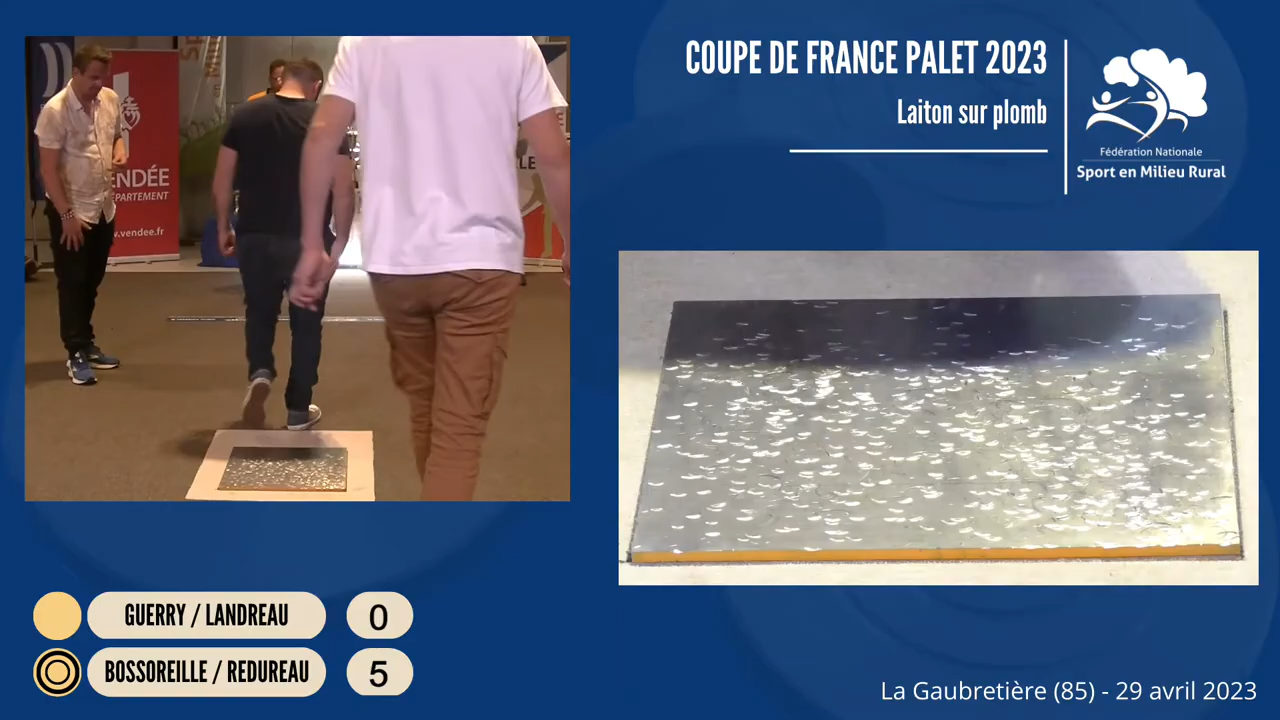 COUPE DE FRANCE PALET 2023
Laiton sur plomb
Fédération Nationale
Sport en Milieu Rural
VENDÉE
DÉPARTEMENT
w.vendee.fr
GUERRY / LANDREAU
0
BOSSOREILLE / REDUREAU
5
La Gaubretière (85) - 29 avril 2023